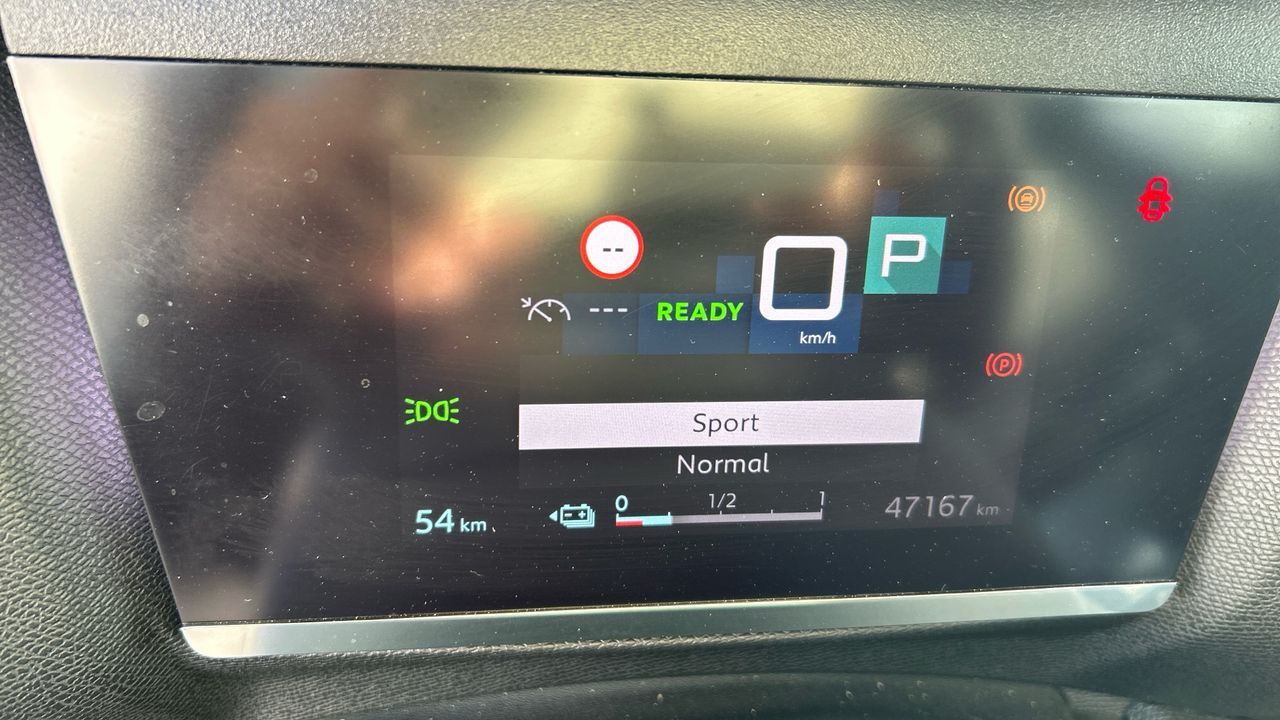 --
--- READY 0 P
km/h
P
Sport
Normal
0 1/2 1
54 km 47167 km